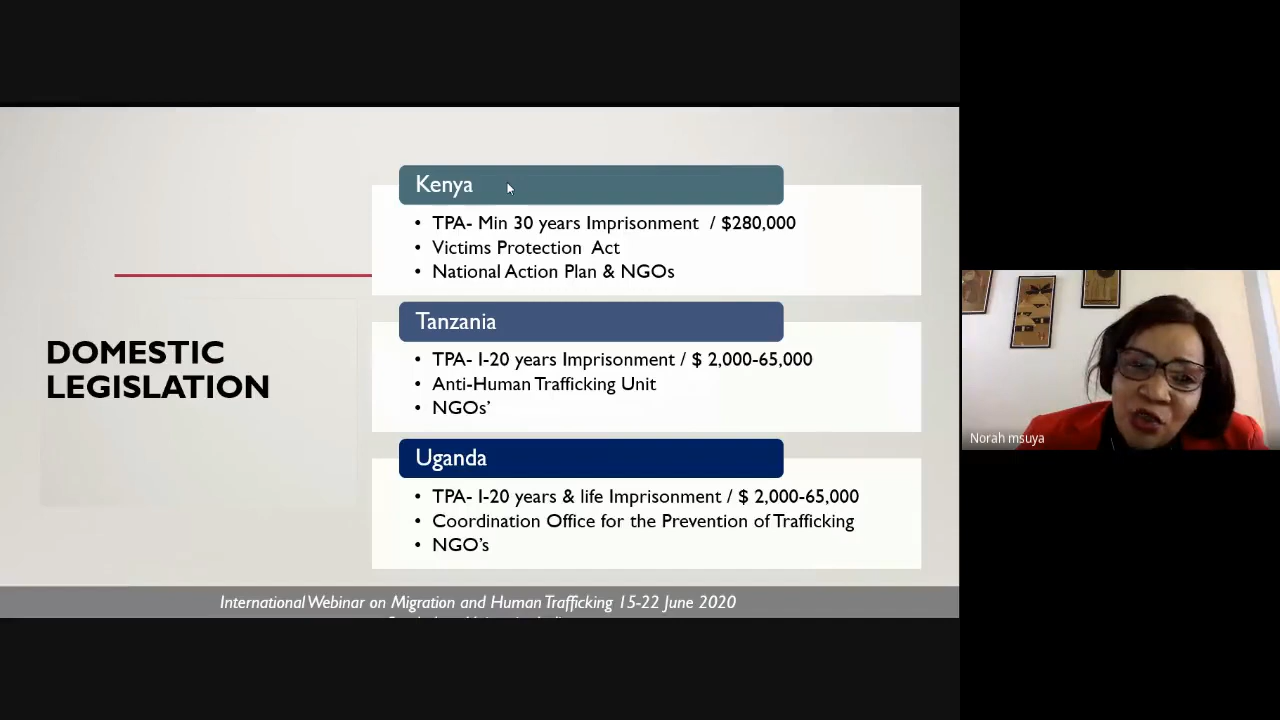 Kenya
• TPA- Min 30 years Imprisonment / $280,000
• Victims Protection Act
• National Action Plan & NGOs
DOMESTIC
LEGISLATION
Tanzania
• TPA- 1-20 years Imprisonment / $ 2,000-65,000
• Anti-Human Trafficking Unit
• NGOs’
Uganda
• TPA- 1-20 years & life Imprisonment / $ 2,000-65,000
• Coordination Office for the Prevention of Trafficking
• NGO’s
International Webinar on Migration and Human Trafficking 15-22 June 2020
Norah msuya